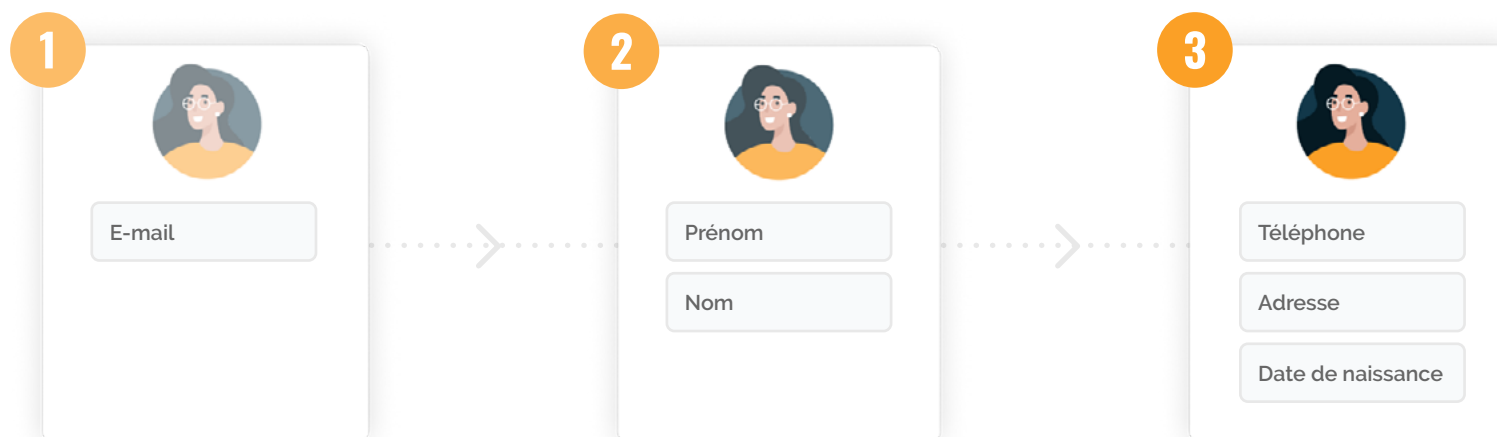 1
E-mail
2
Prénom
Nom
3
Téléphone
Adresse
Date de naissance